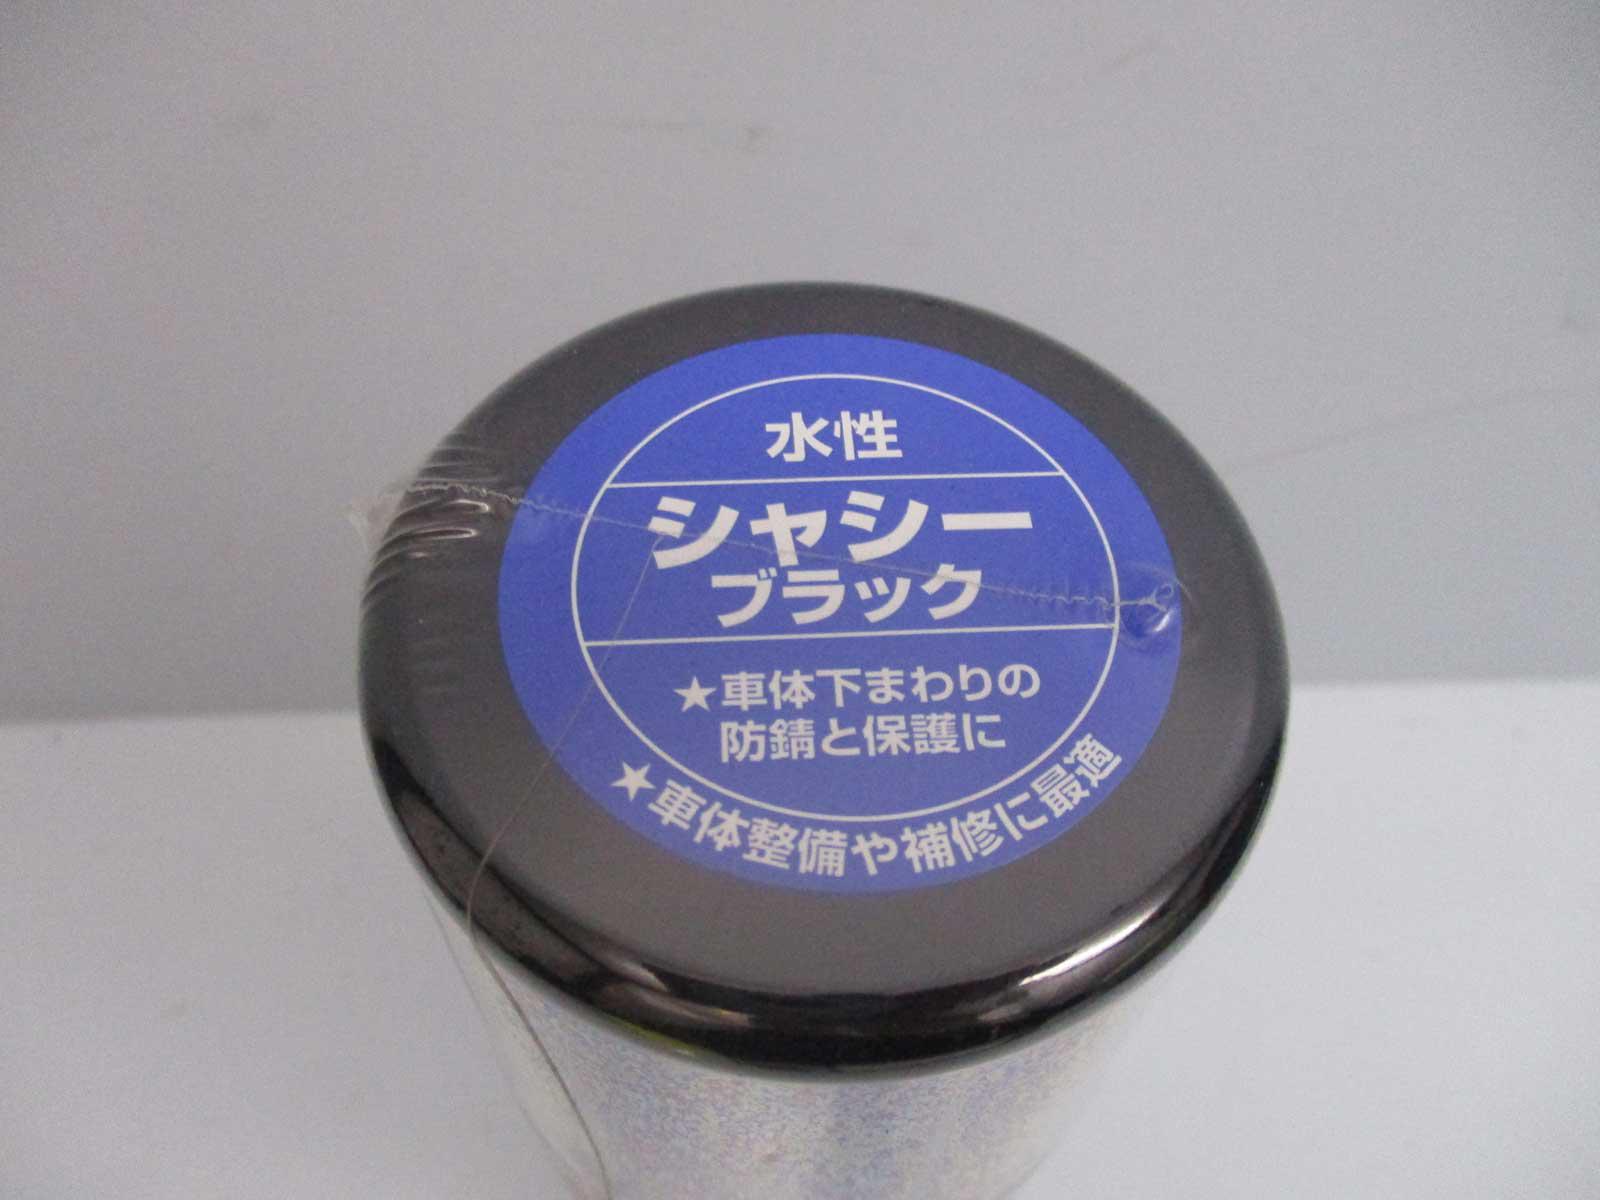 水性
シャシー
ブラック
★車体下まわりの
防錆と保護に
★車体整備や補修に最適